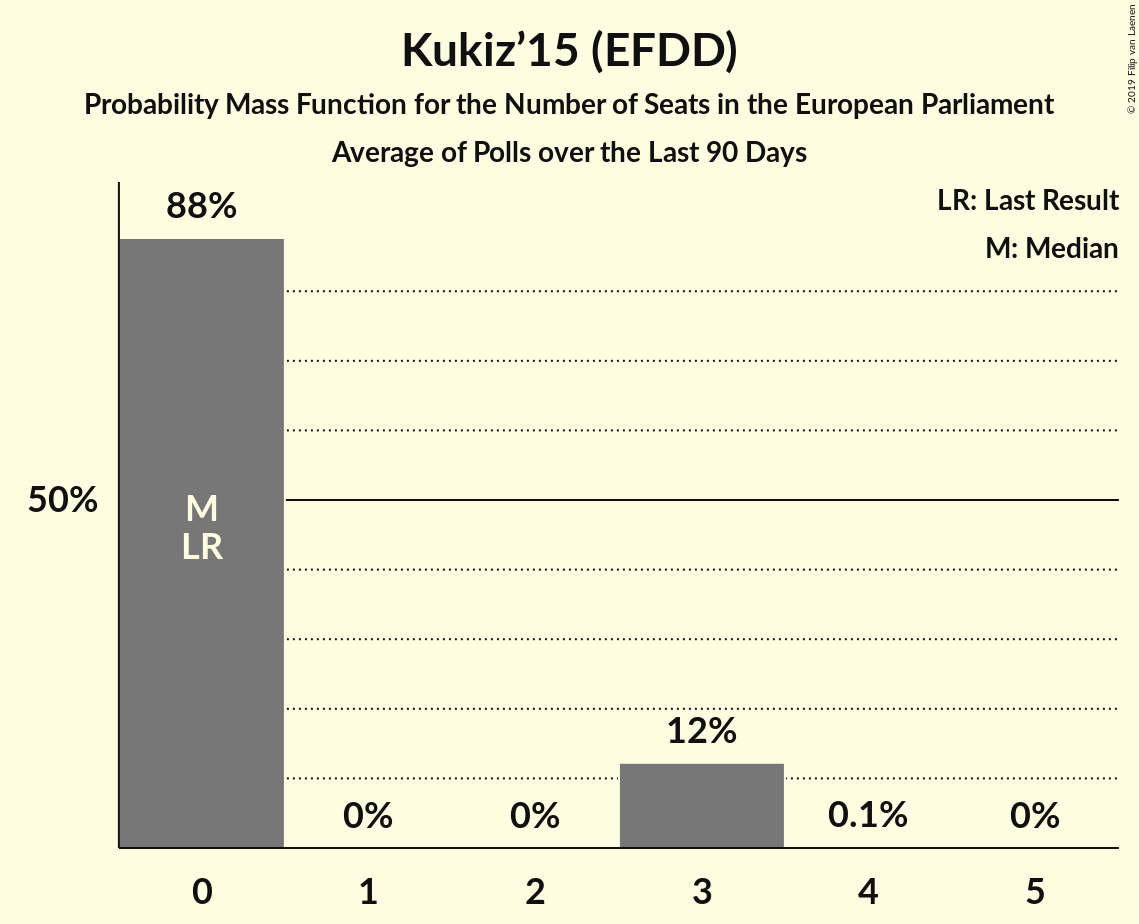 Kukiz’15 (EFDD)
Probability Mass Function for the Number of Seats in the European Parliament
Average of Polls over the Last 90 Days
© 2019 Filip van Laenen
LR: Last Result
M: Median
88%
50%
M
LR
12%
0%
0%
0.1%
0%
0 1 2 3 4 5